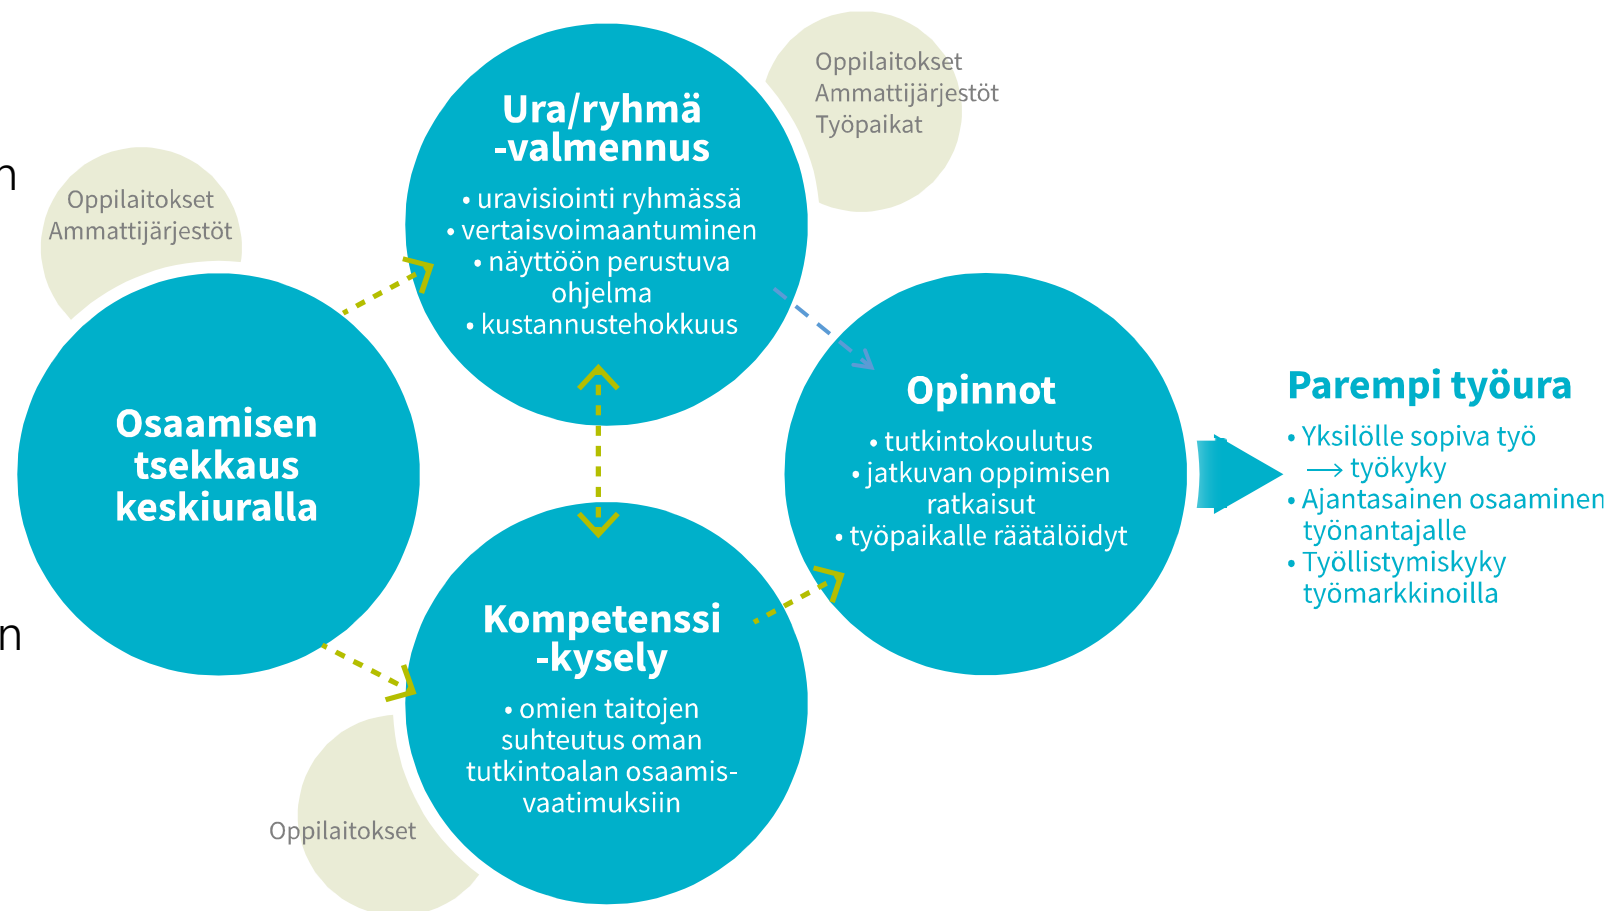 n
n
Oppilaitokset
Ammattijärjestöt
Osaamisen
tsekkaus
keskiuralla
Ura/ryhmä
-valmennus
• uravisiointi ryhmässä
• vertaisvoimaantuminen
• näyttöön perustuva
ohjelma
• kustannustehokkuus
Oppilaitokset
Ammattijärjestöt
Työpaikat
Kompetenssi
-kysely
• omien taitojen
suhteutus oman
tutkintoalan osaamis-
vaatimuksiin
Oppilaitokset
Opinnot
• tutkintokoulutus
• jatkuvan oppimisen
ratkaisut
• työpaikalle räätälöidyt
Parempi työura
• Yksilölle sopiva työ
→ työkyky
• Ajantasainen osaaminen
työnantajalle
• Työllistymiskyky
työmarkkinoilla